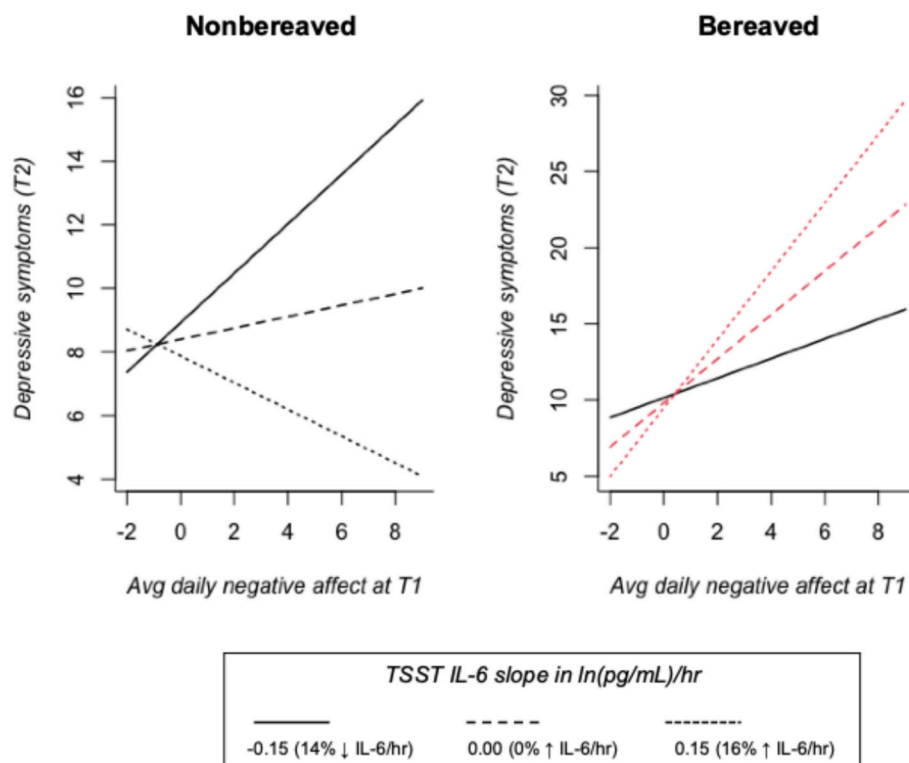 Nonbereaved
Depressive symptoms (T2)
16
14
12
10
8
6
4
-2 0 2 4 6 8
Avg daily negative affect at T1
Bereaved
Depressive symptoms (T2)
30
25
20
15
10
5
-2 0 2 4 6 8
Avg daily negative affect at T1
TSST IL-6 slope in ln(pg/mL)/hr
-0.15 (14% ↓ IL-6/hr) 0.00 (0% ↑ IL-6/hr) 0.15 (16% ↑ IL-6/hr)